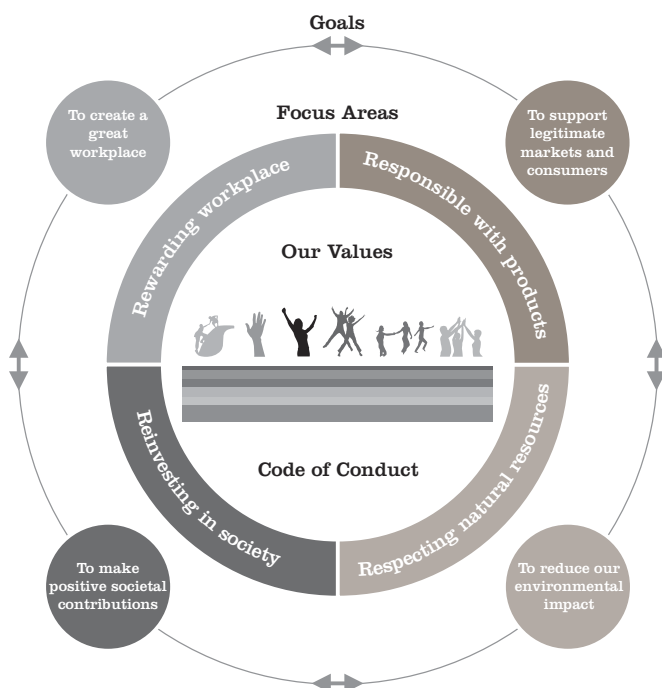 Goals
To create a
great
workplace
To support
legitimate
markets and
consumers
Focus Areas
Rewarding workplace
Responsible with products
Our Values
Code of Conduct
Reinvesting in society
Respecting natural resources
To make
positive societal
contributions
To reduce our
environmental
impact